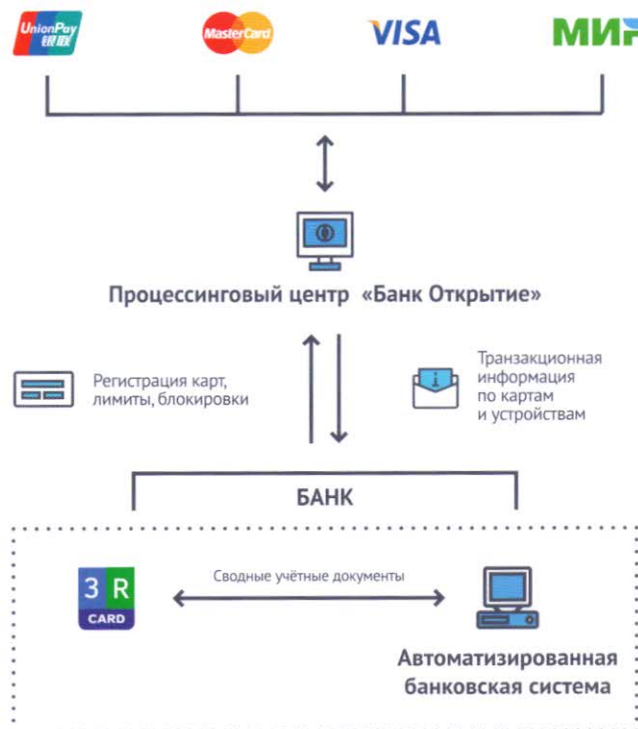 UnionPay
银联
MasterCard
VISA
МИР
Процессинговый центр «Банк Открытие»
Регистрация карт,
лимиты, блокировки
Транзакционная
информация
по картам
и устройствам
БАНК
3 R
CARD
Сводные учётные документы
Автоматизированная
банковская система